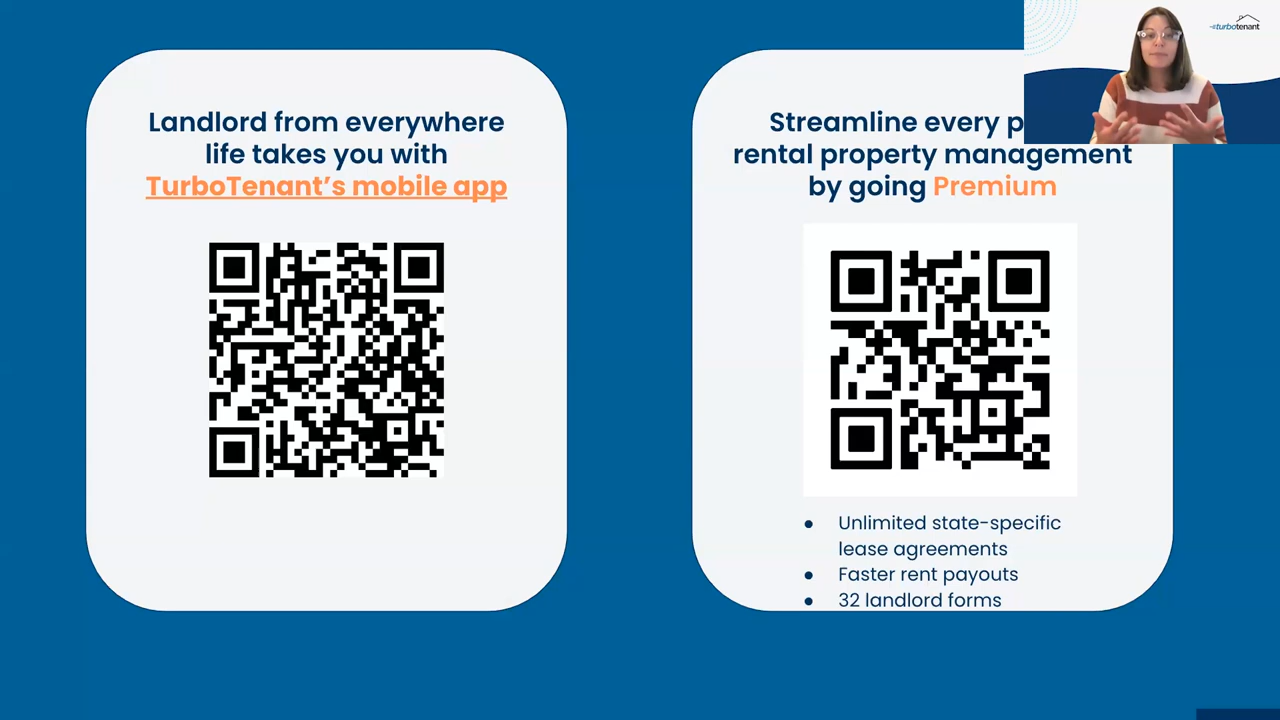 Landlord from everywhere
life takes you with
TurboTenant’s mobile app
Streamline every p
rental property management
by going Premium
● Unlimited state-specific
lease agreements
● Faster rent payouts
● 32 landlord forms
turbotenant